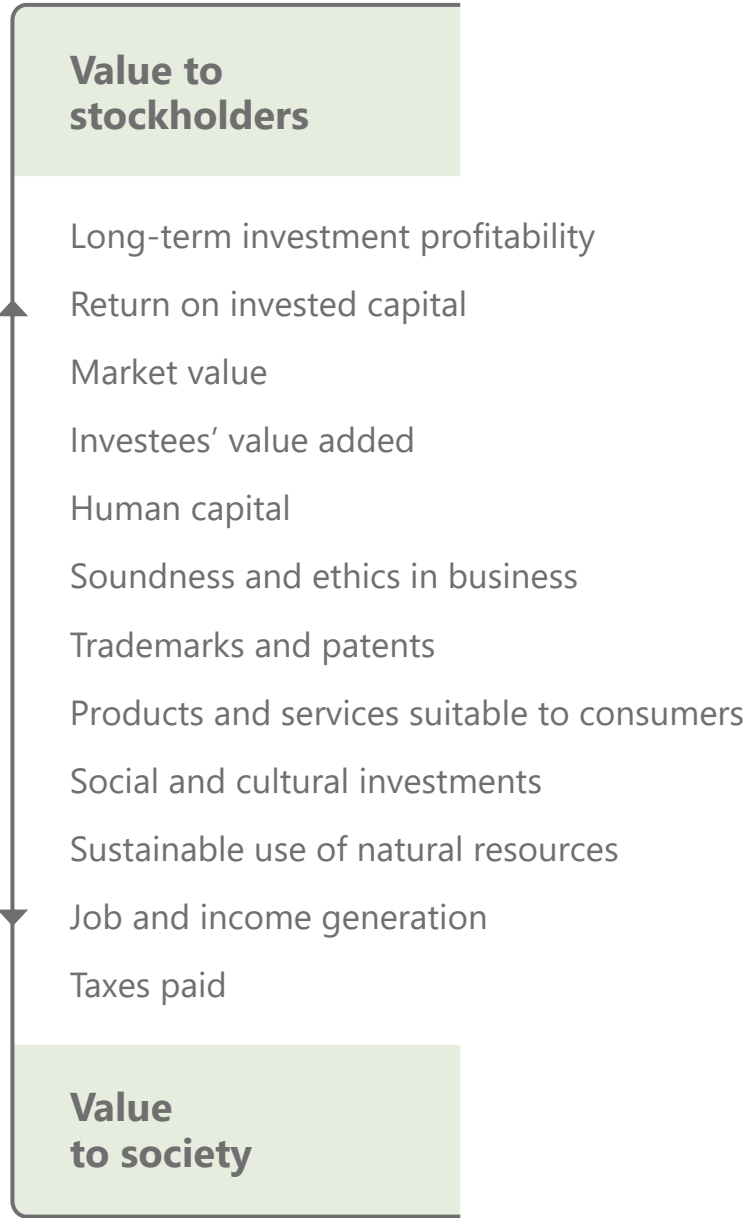 Value to
stockholders
Long-term investment profitability
Return on invested capital
Market value
Investees’ value added
Human capital
Soundness and ethics in business
Trademarks and patents
Products and services suitable to consumers
Social and cultural investments
Sustainable use of natural resources
Job and income generation
Taxes paid
Value
to society